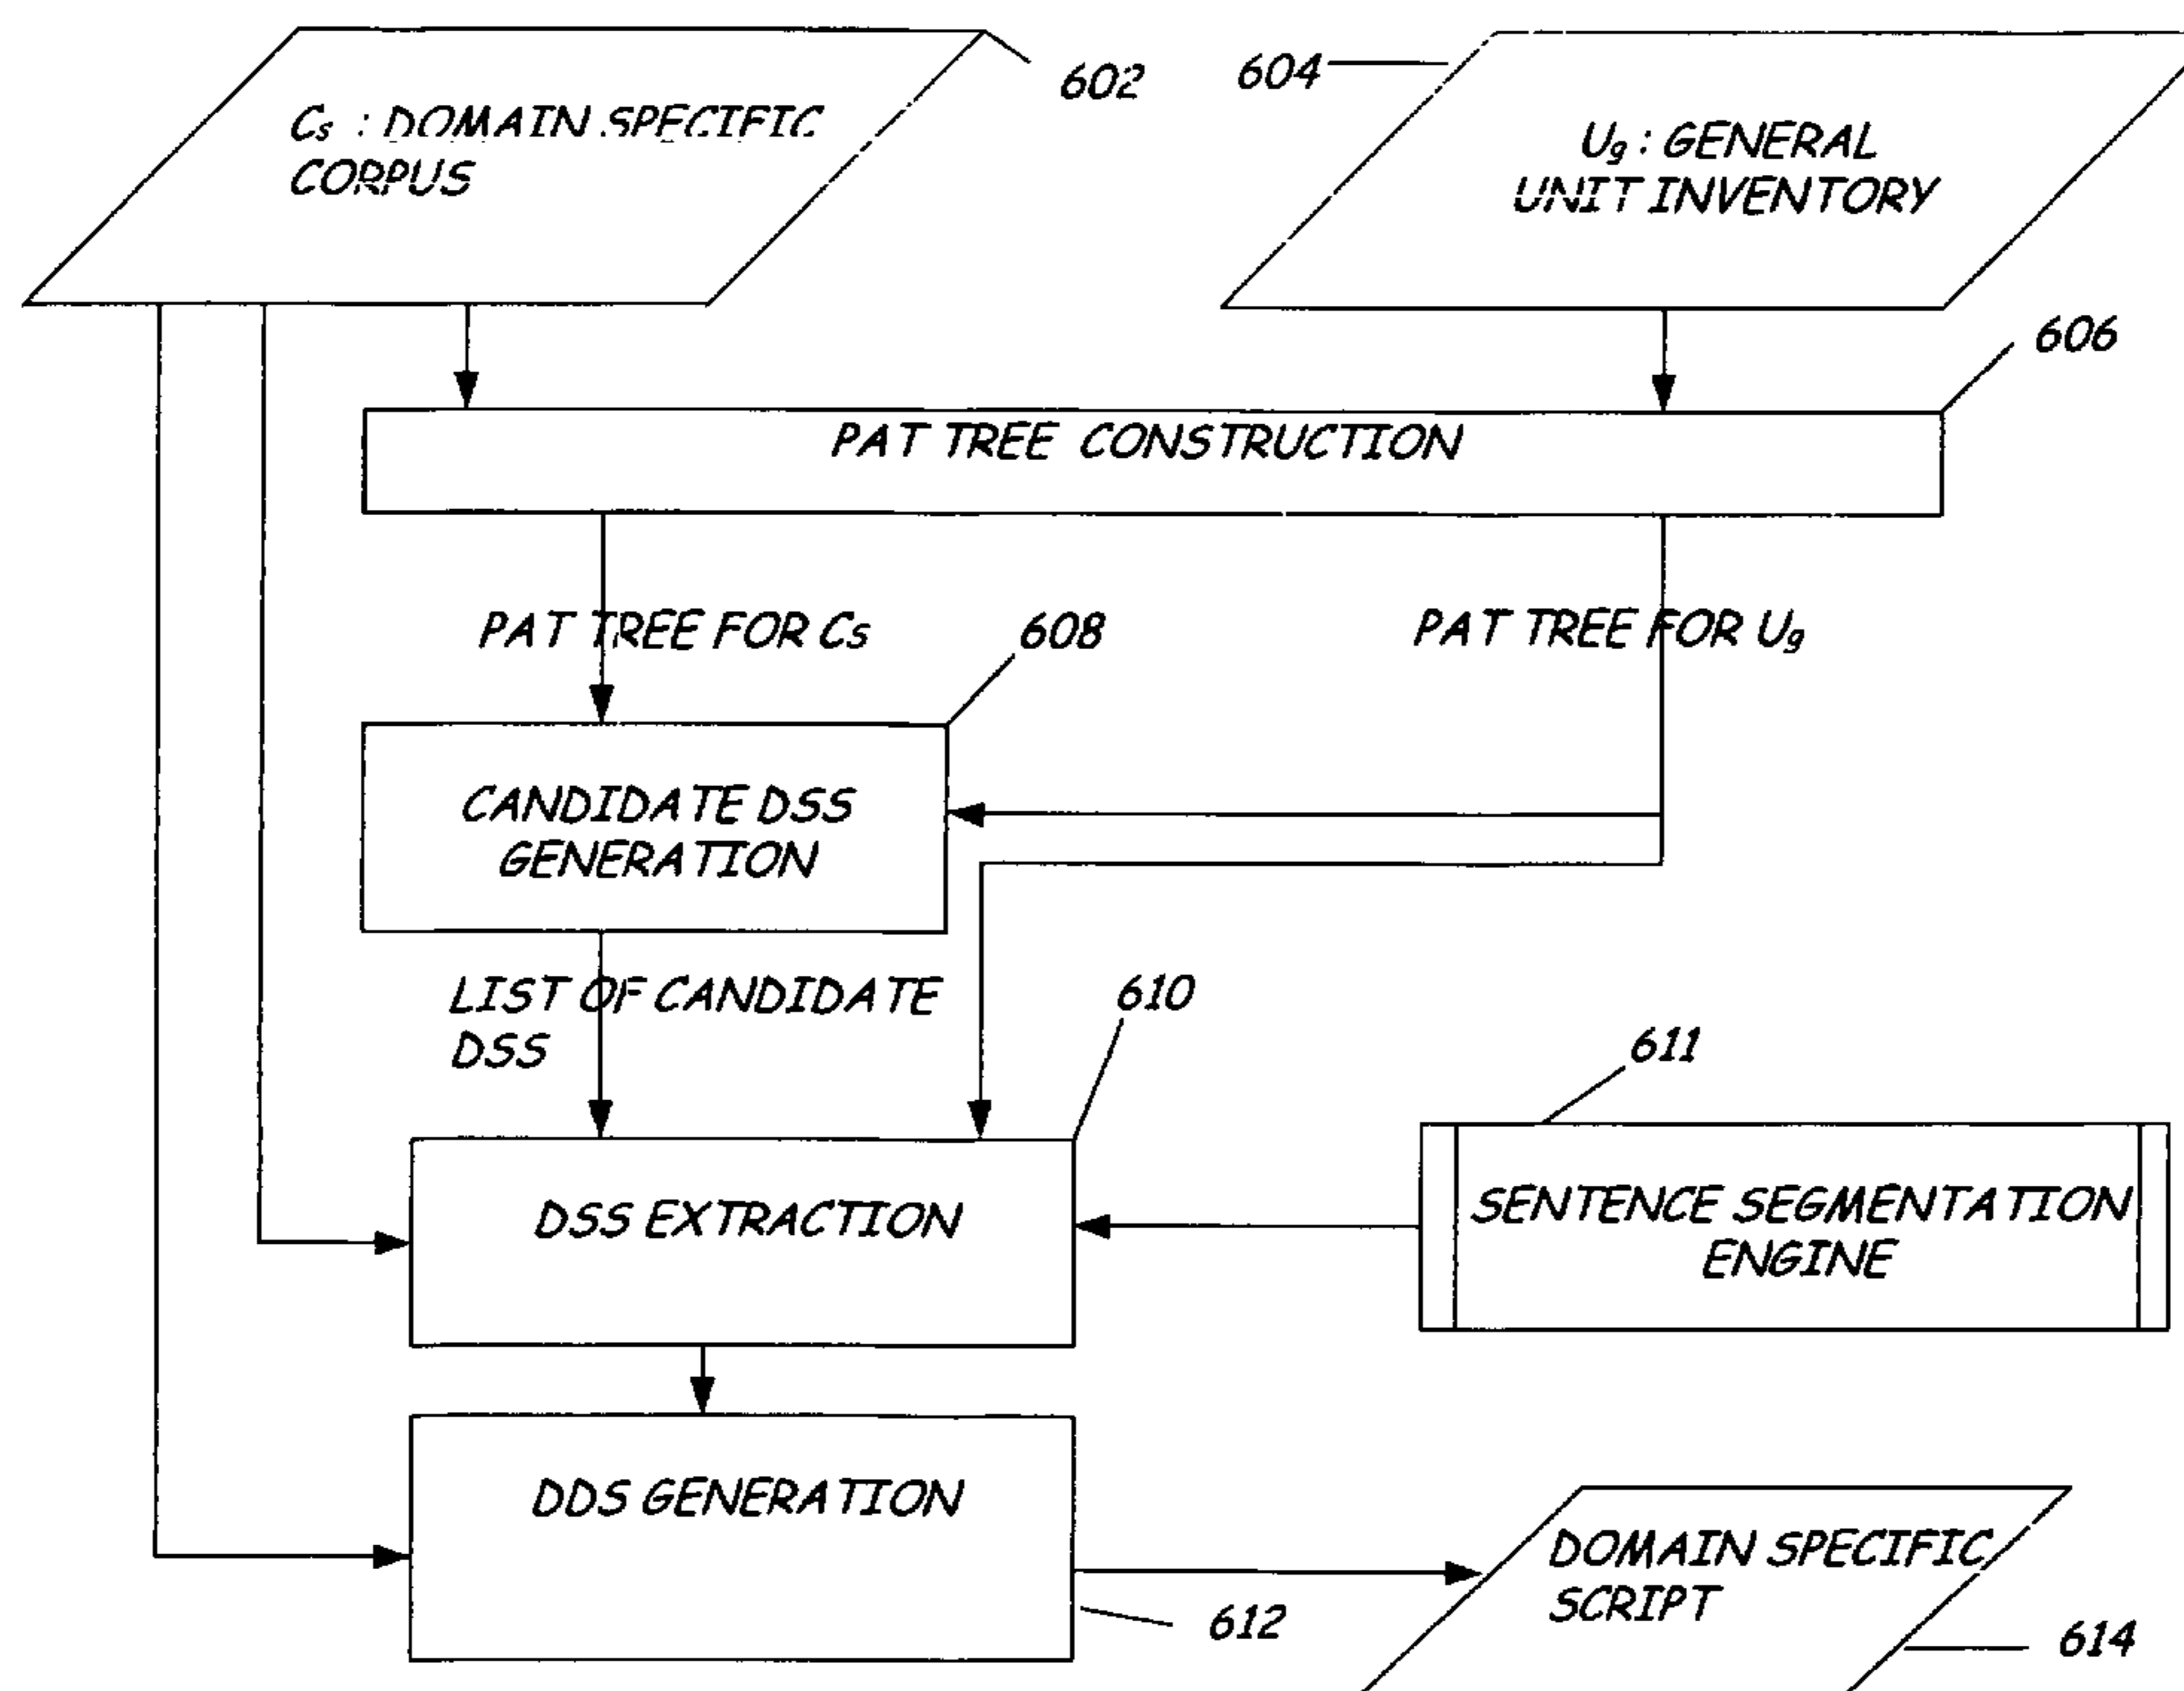 602
604
Cs : DOMAIN SPECIFIC
CORPUS
Ug : GENERAL
UNIT INVENTORY
606
PAT TREE CONSTRUCTION
PAT TREE FOR Cs
608
PAT TREE FOR Ug
CANDIDATE DSS
GENERATION
LIST OF CANDIDATE
DSS
610
611
DSS EXTRACTION
SENTENCE SEGMENTATION
ENGINE
DDS GENERATION
612
DOMAIN SPECIFIC
SCRIPT
614